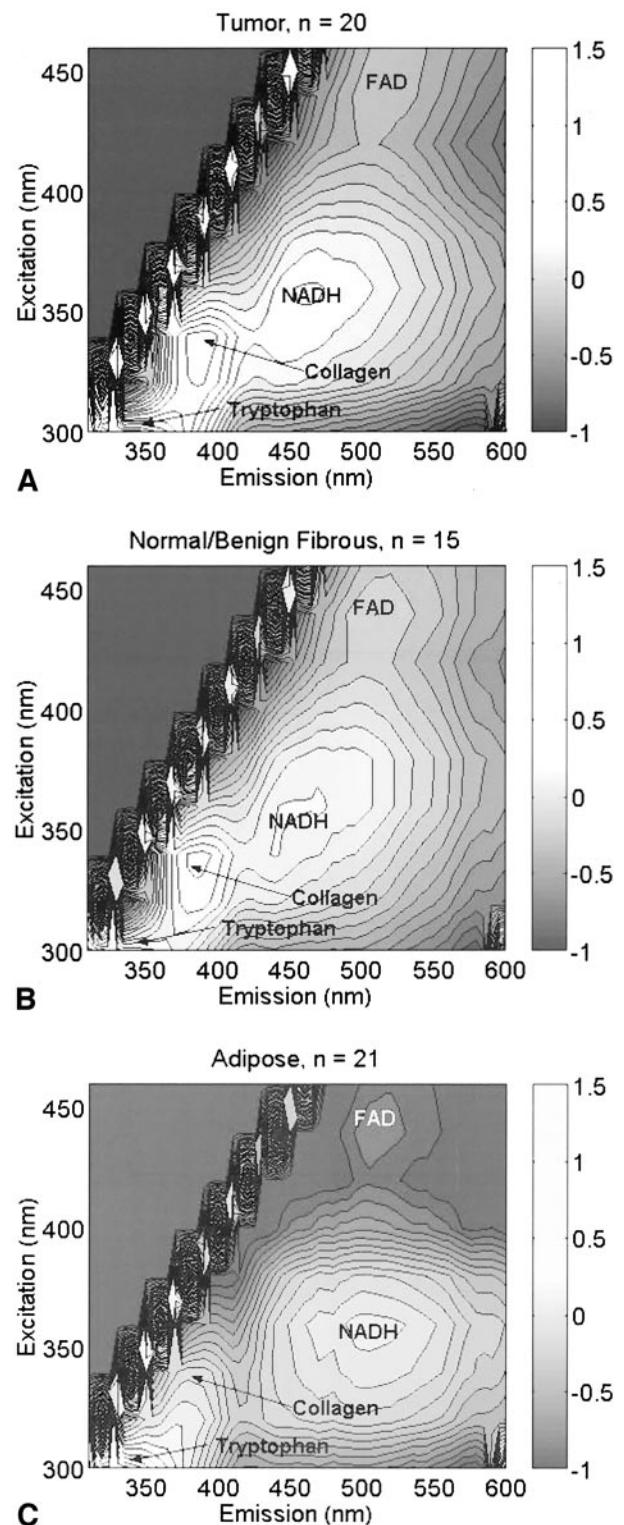 Tumor, n = 20
1.5
1
0.5
0
-0.5
-1
450
400
350
300
Excitation (nm)
FAD
NADH
Collagen
Tryptophan
350 400 450 500 550 600
Emission (nm)
A
Normal/Benign Fibrous, n = 15
1.5
1
0.5
0
-0.5
-1
450
400
350
300
Excitation (nm)
FAD
NADH
Collagen
Tryptophan
350 400 450 500 550 600
Emission (nm)
B
Adipose, n = 21
1.5
1
0.5
0
-0.5
-1
450
400
350
300
Excitation (nm)
FAD
NADH
Collagen
Tryptophan
350 400 450 500 550 600
Emission (nm)
C